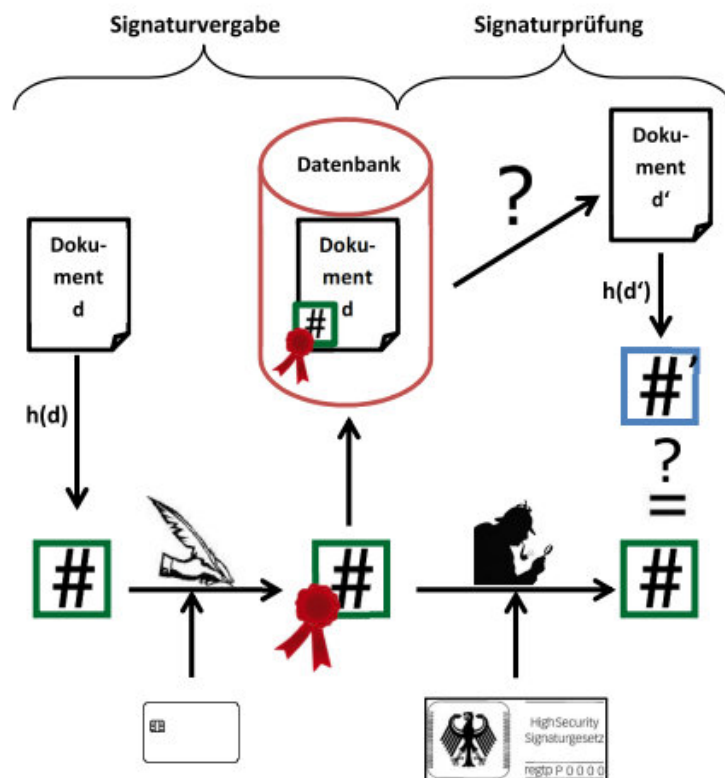 Signaturvergabe
Signaturprüfung
Datenbank
Doku-
ment
d'
?
Doku-
ment
d
Doku-
ment
d
#
h(d')
#'
h(d)
?
=
#
#
#
HighSecurity
Signaturgesetz
regtp P 0 0 0 0